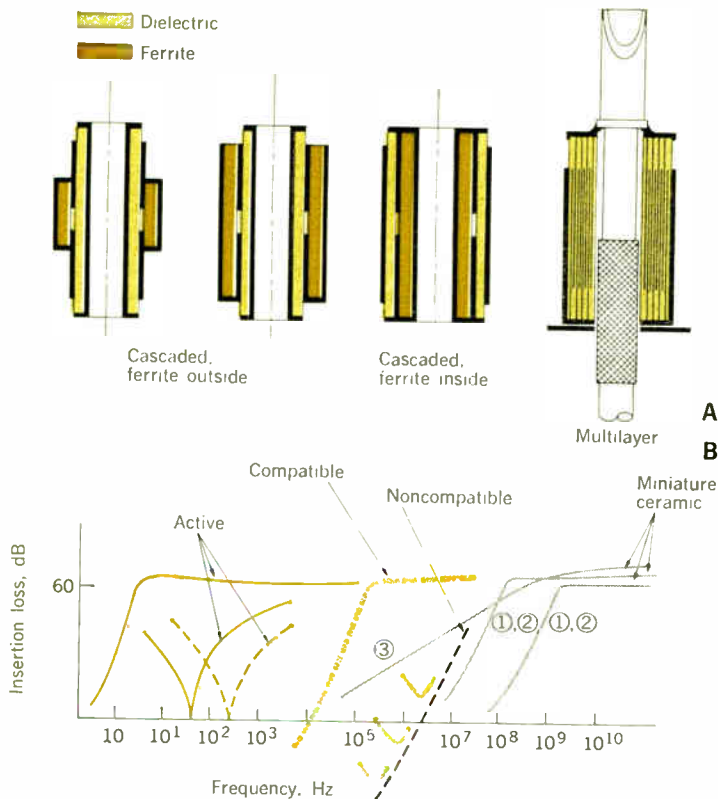 Dielectric
Ferrite
Cascaded,
ferrite outside
Cascaded,
ferrite inside
Multilayer
A
B
Compatible
Noncompatible
Miniature
ceramic
Active
60
Insertion loss, dB
③
①,②
①,②
10
10¹
10²
10³
10⁵
10⁶
10⁷
10⁸
10⁹
10¹⁰
Frequency, Hz